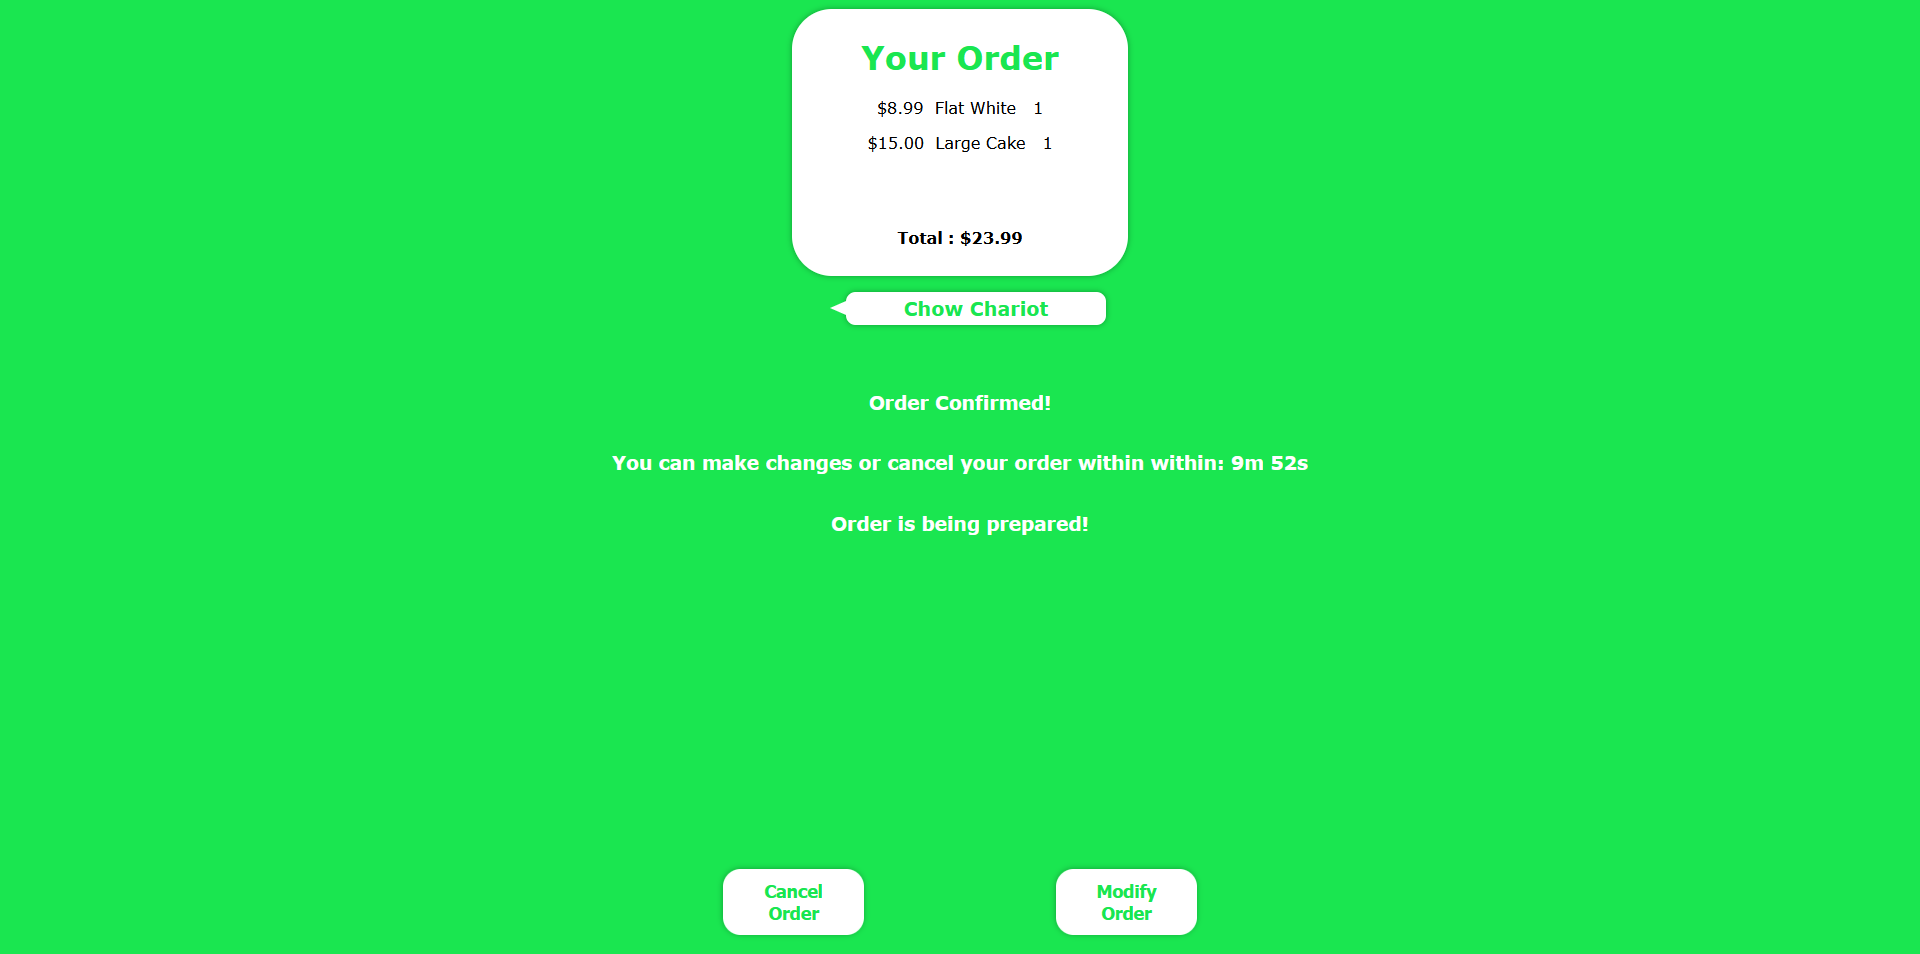 Your Order
$8.99 Flat White 1
$15.00 Large Cake 1
Total : $23.99
Chow Chariot
Order Confirmed!
You can make changes or cancel your order within within: 9m 52s
Order is being prepared!
Cancel
Order
Modify
Order